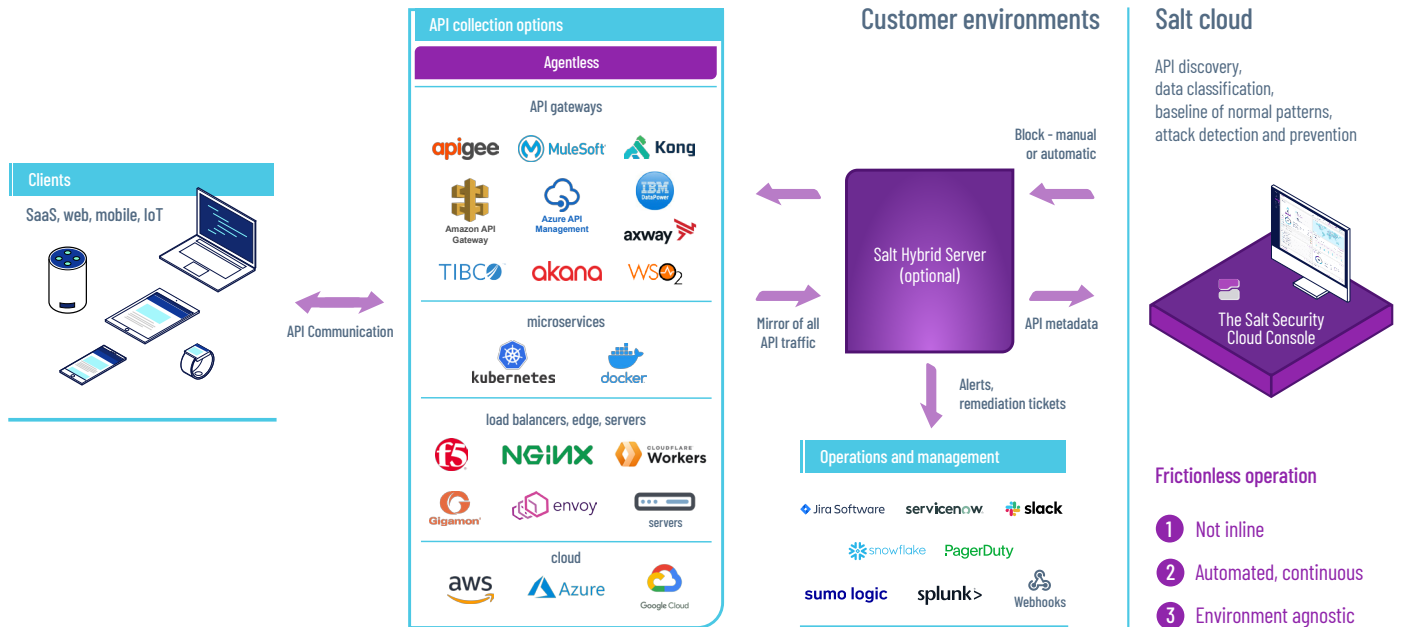 Clients
SaaS, web, mobile, IoT
API Communication
API collection options
Agentless
API gateways
apigee
MuleSoft
Kong
Amazon API
Gateway
Azure API
Management
IBM
DataPower
axway
TIBCO
akana
WSO2
microservices
kubernetes
docker
load balancers, edge, servers
f5
NGINX
CLOUDFLARE
Workers
Gigamon
envoy
servers
cloud
aws
Azure
Google Cloud
Customer environments
Block - manual
or automatic
Salt Hybrid Server
(optional)
Mirror of all
API traffic
API metadata
Alerts,
remediation tickets
Operations and management
Jira Software
servicenow
slack
snowflake
PagerDuty
sumo logic
splunk>
Webhooks
Salt cloud
API discovery,
data classification,
baseline of normal patterns,
attack detection and prevention
The Salt Security
Cloud Console
Frictionless operation
1 Not inline
2 Automated, continuous
3 Environment agnostic